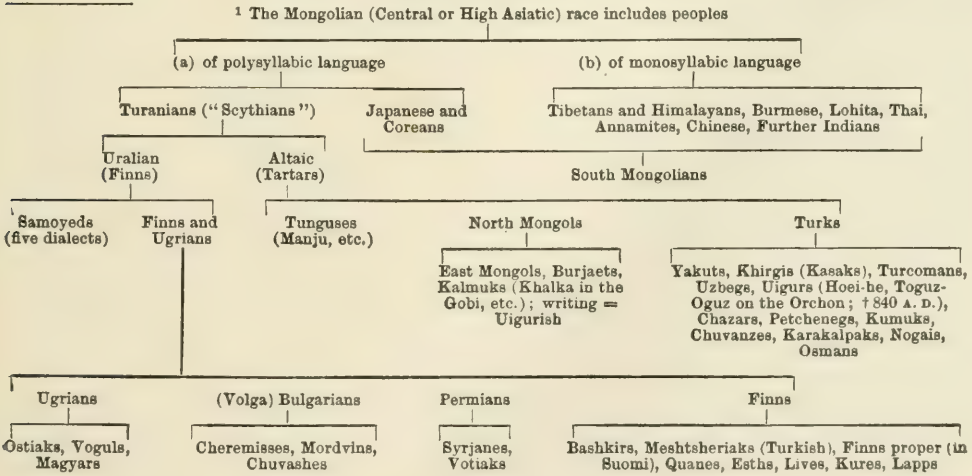 ¹ The Mongolian (Central or High Asiatic) race includes peoples
(a) of polysyllabic language
(b) of monosyllabic language
Turanians (“Scythians”)
Japanese and
Coreans
Tibetans and Himalayans, Burmese, Lohita, Thai,
Annamites, Chinese, Further Indians
Uralian
(Finns)
Altaic
(Tartars)
South Mongolians
Samoyeds
(five dialects)
Finns and
Ugrians
Tunguses
(Manju, etc.)
North Mongols
Turks
East Mongols, Burjaets,
Kalmuks (Khalka in the
Gobi, etc.); writing =
Uigurish
Yakuts, Khirgis (Kasaks), Turcomans,
Uzbegs, Uigurs (Hoei-he, Toguz-
Oguz on the Orchon; †840 A. D.),
Chazars, Petchenegs, Kumuks,
Chuvanzes, Karakalpaks, Nogais,
Osmans
Ugrians
(Volga) Bulgarians
Permians
Finns
Ostiaks, Voguls,
Magyars
Cheremisses, Mordvins,
Chuvashes
Syrjanes,
Votiaks
Bashkirs, Meshtsheriaks (Turkish), Finns proper (in
Suomi), Quanes, Esths, Lives, Kures, Lapps